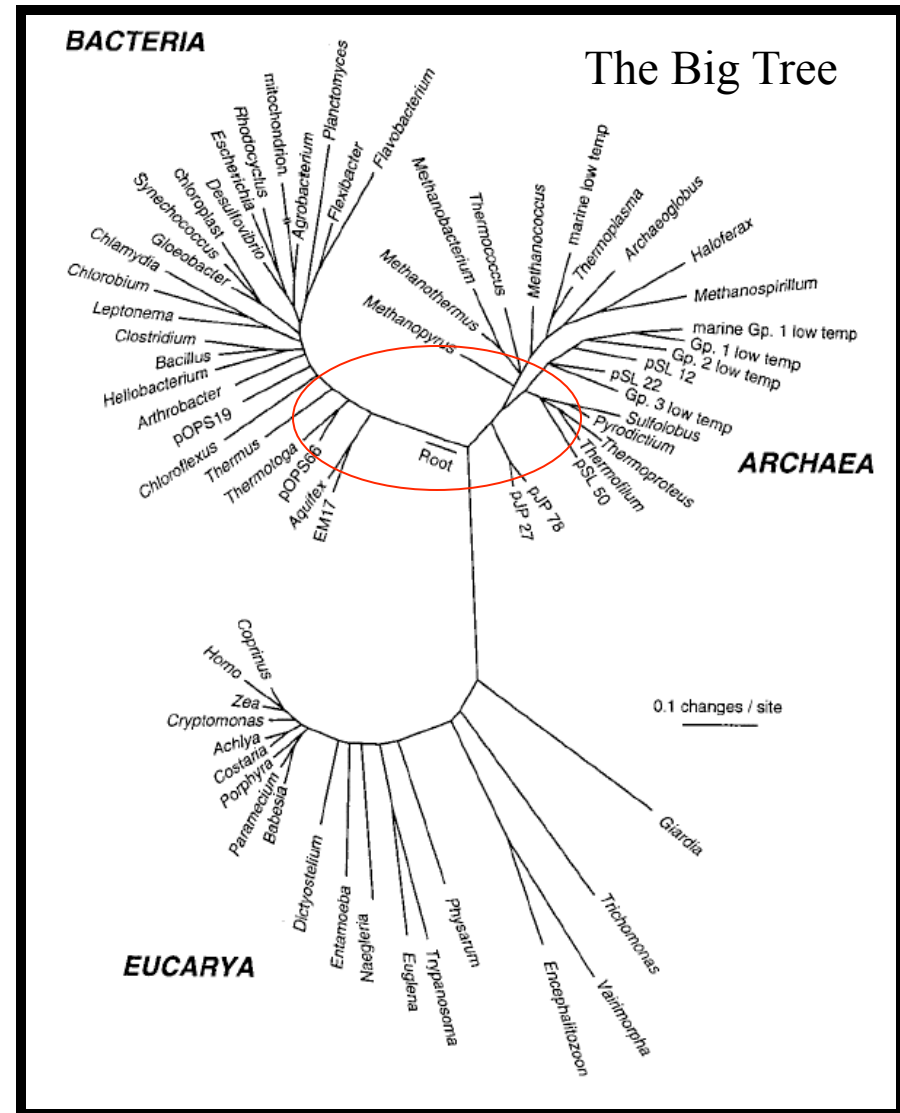 BACTERIA
The Big Tree
mitochondrion
Rhodocyclus
Escherichia
Desulfovibrio
chloroplast
Synechococcus
Gloeobacter
Chlamydia
Chlorobium
Leptonema
Clostridium
Bacillus
Heliobacterium
Arthrobacter
pOPS19
Chloroflexus
Thermus
Thermotoga
pOPS66
Aquifex
EM17
Agrobacterium
Planctomyces
Flexibacter
Flavobacterium
Root
Methanobacterium
Methanothermus
Methanopyrus
Thermococcus
Methanococcus
marine low temp
Thermoplasma
Archaeoglobus
Haloferax
Methanospirillum
marine Gp. 1 low temp
Gp. 1 low temp
Gp. 2 low temp
pSL 12
pSL 22
Gp. 3 low temp
Sulfolobus
Pyrodictium
Thermoproteus
Thermofilum
pSL 50
pJP 78
pJP 27
ARCHAEA
Coprinus
Homo
Zea
Cryptomonas
Achlya
Costaria
Porphyra
Paramecium
Babesia
Dictyostelium
Entamoeba
Naegleria
Euglena
Trypanosoma
Physarum
Encephalitozoon
Vairimorpha
Trichomonas
Giardia
0.1 changes / site
EUCARYA